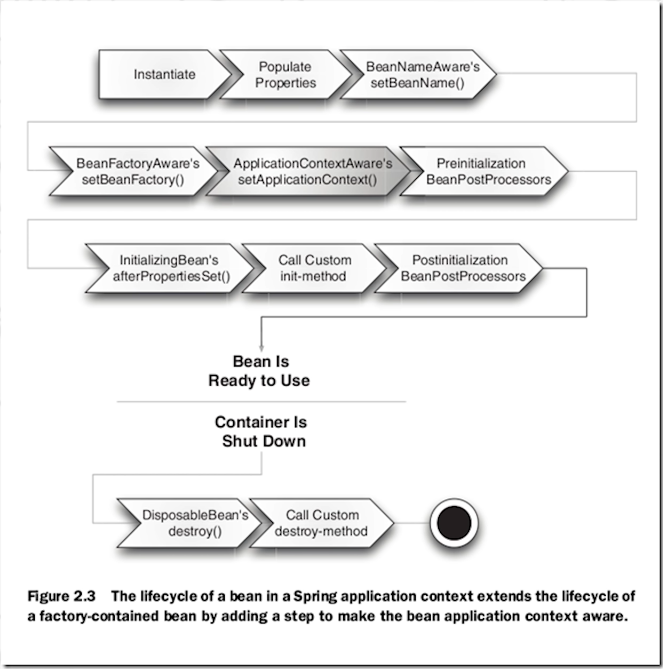 Instantiate
Populate
Properties
BeanNameAware's
setBeanName()
BeanFactoryAware's
setBeanFactory()
ApplicationContextAware's
setApplicationContext()
Preinitialization
BeanPostProcessors
InitializingBean's
afterPropertiesSet()
Call Custom
init-method
Postinitialization
BeanPostProcessors
Bean Is
Ready to Use
Container Is
Shut Down
DisposableBean's
destroy()
Call Custom
destroy-method
Figure 2.3 The lifecycle of a bean in a Spring application context extends the lifecycle of
a factory-contained bean by adding a step to make the bean application context aware.